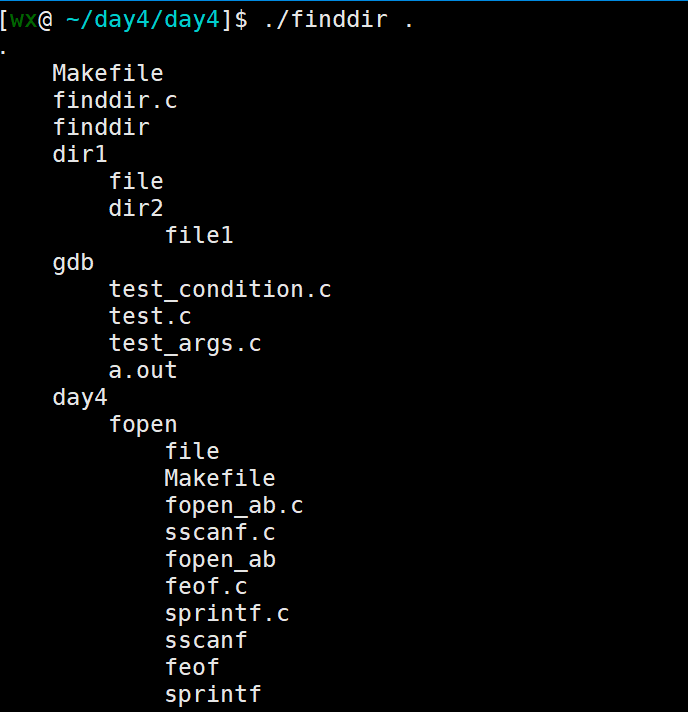 [wx@ ~/day4/day4]$ ./finddir .
.
    Makefile
    finddir.c
    finddir
    dir1
        file
        dir2
            file1
    gdb
        test_condition.c
        test.c
        test_args.c
        a.out
    day4
        fopen
            file
            Makefile
            fopen_ab.c
            sscanf.c
            fopen_ab
            feof.c
            sprintf.c
            sscanf
            feof
            sprintf